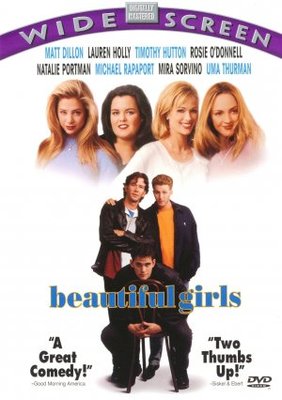 WIDE DIGITALLY MASTERED SCREEN
MATT DILLON LAUREN HOLLY TIMOTHY HUTTON ROSIE O'DONNELL
NATALIE PORTMAN MICHAEL RAPAPORT MIRA SORVINO UMA THURMAN
beautiful girls
"A
Great
Comedy!"
-Good Morning America
"Two
Thumbs
Up!"
-Siskel & Ebert
DVD